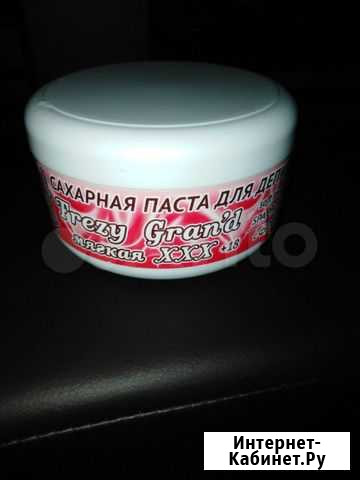 САХАРНАЯ ПАСТА ДЛЯ ДЕП
Frezy Gran'd
мягкая XXX +18
Интернет-
Кабинет.Ру